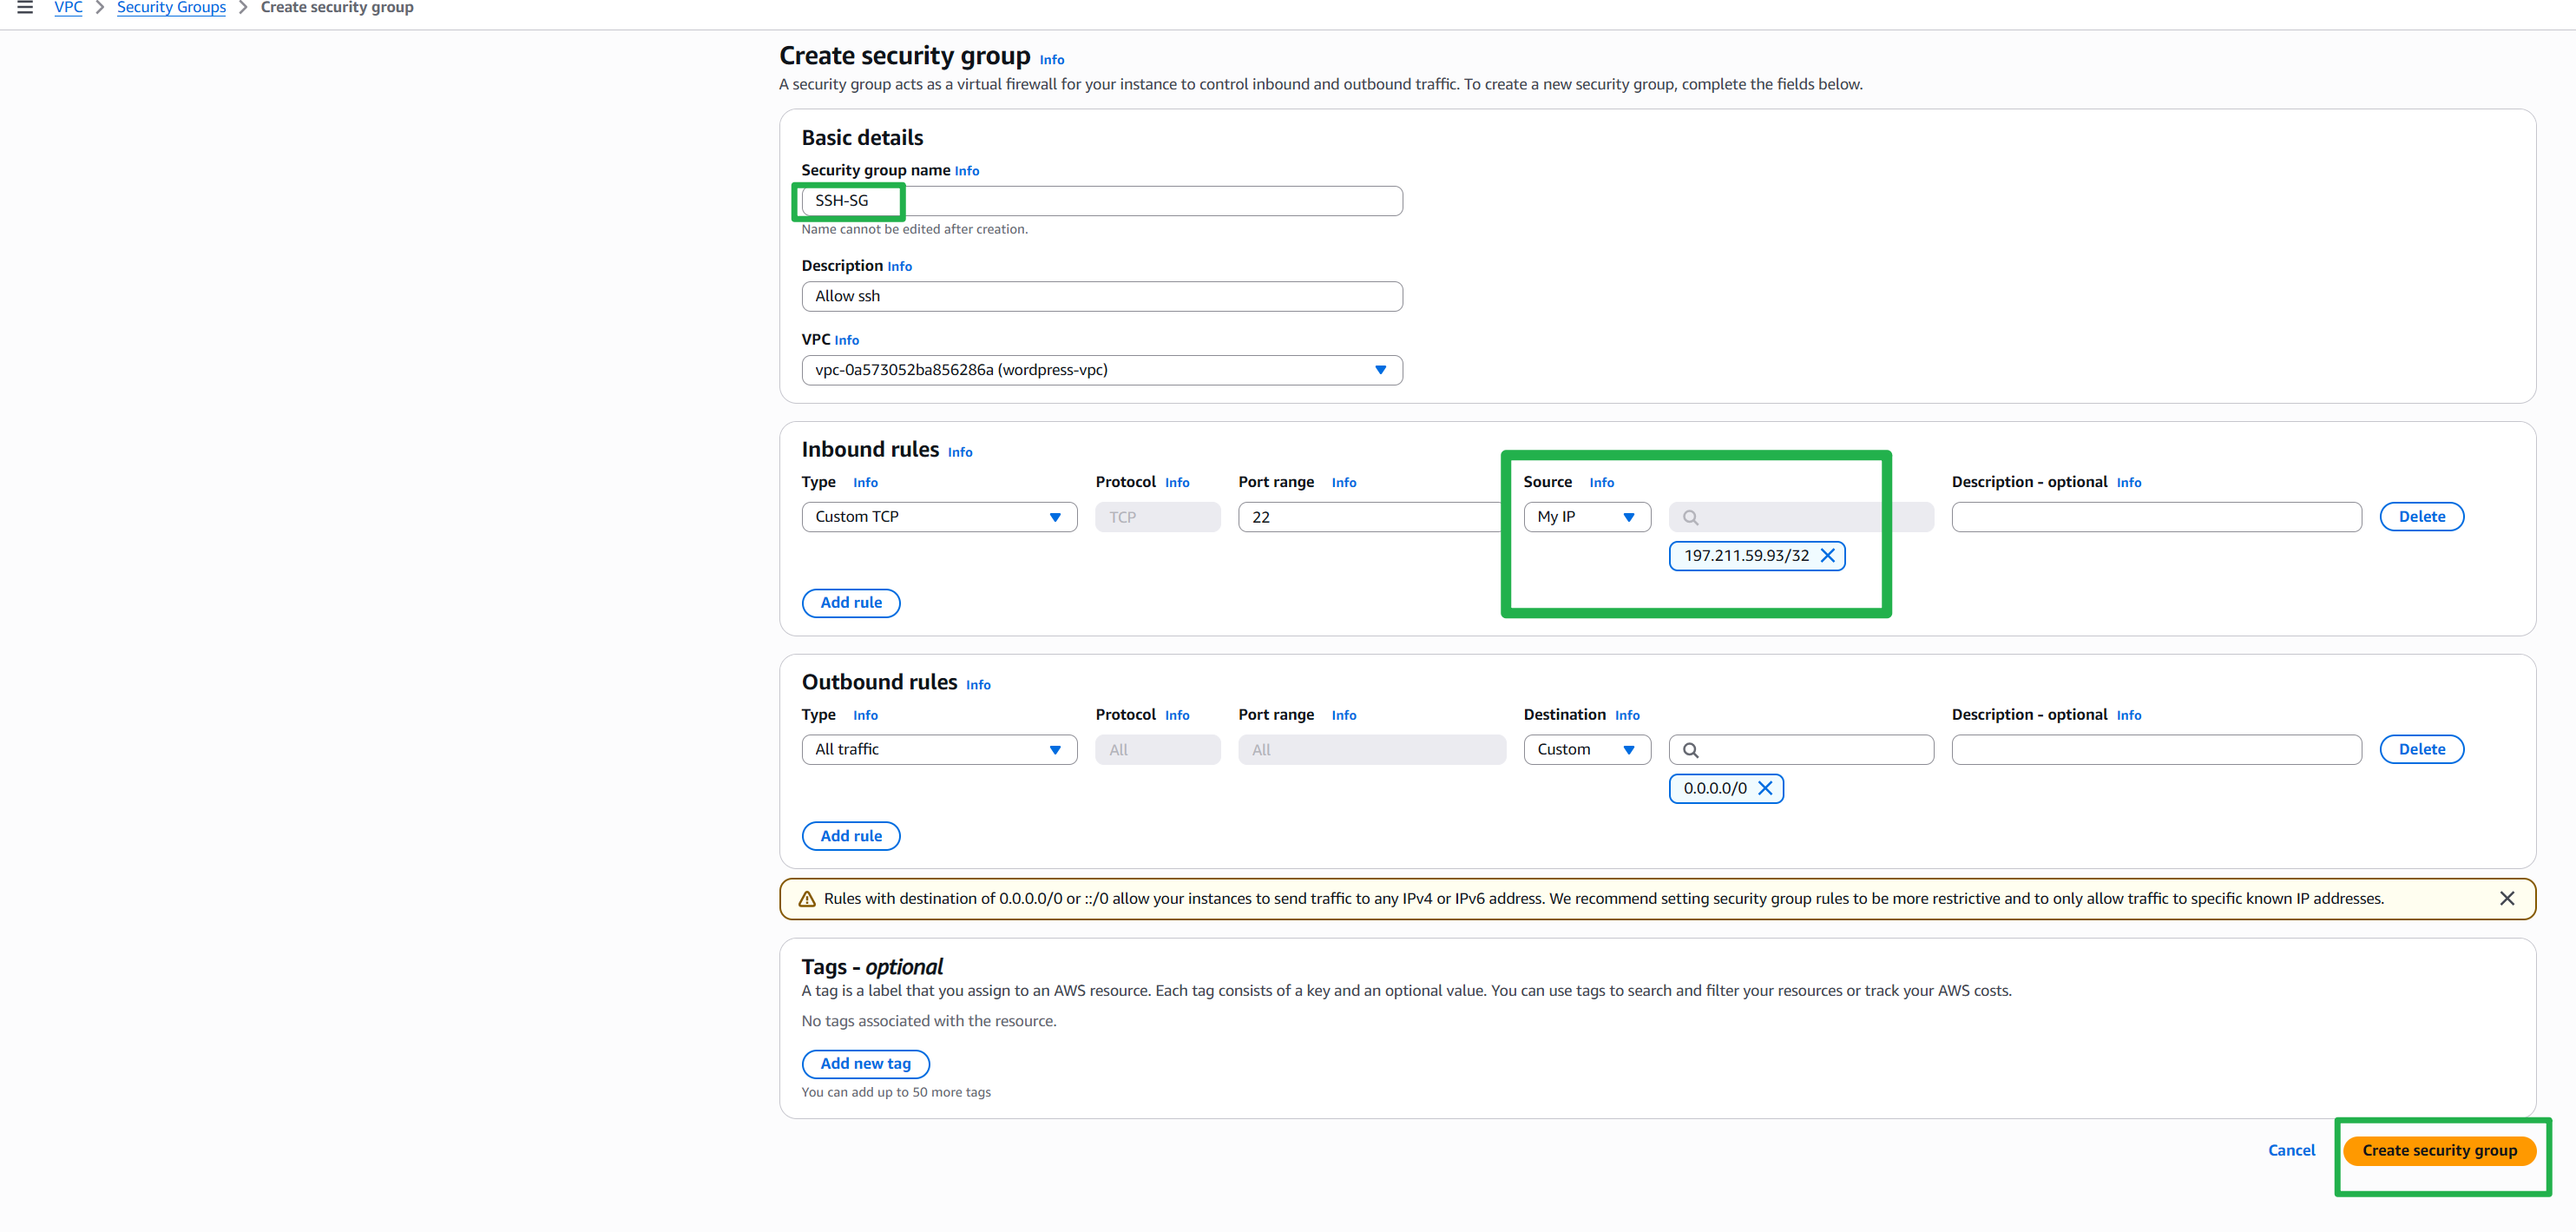 VPC > Security Groups > Create security group
Create security group Info
A security group acts as a virtual firewall for your instance to control inbound and outbound traffic. To create a new security group, complete the fields below.
Basic details
Security group name Info
SSH-SG
Name cannot be edited after creation.
Description Info
Allow ssh
VPC Info
vpc-0a573052ba856286a (wordpress-vpc)
Inbound rules Info
Type Info Protocol Info Port range Info Source Info Description - optional Info
Custom TCP TCP 22 My IP Delete
197.211.59.93/32
Add rule
Outbound rules Info
Type Info Protocol Info Port range Info Destination Info Description - optional Info
All traffic All All Custom Delete
0.0.0.0/0
Add rule
Rules with destination of 0.0.0.0/0 or ::/0 allow your instances to send traffic to any IPv4 or IPv6 address. We recommend setting security group rules to be more restrictive and to only allow traffic to specific known IP addresses.
Tags - optional
A tag is a label that you assign to an AWS resource. Each tag consists of a key and an optional value. You can use tags to search and filter your resources or track your AWS costs.
No tags associated with the resource.
Add new tag
You can add up to 50 more tags
Cancel Create security group